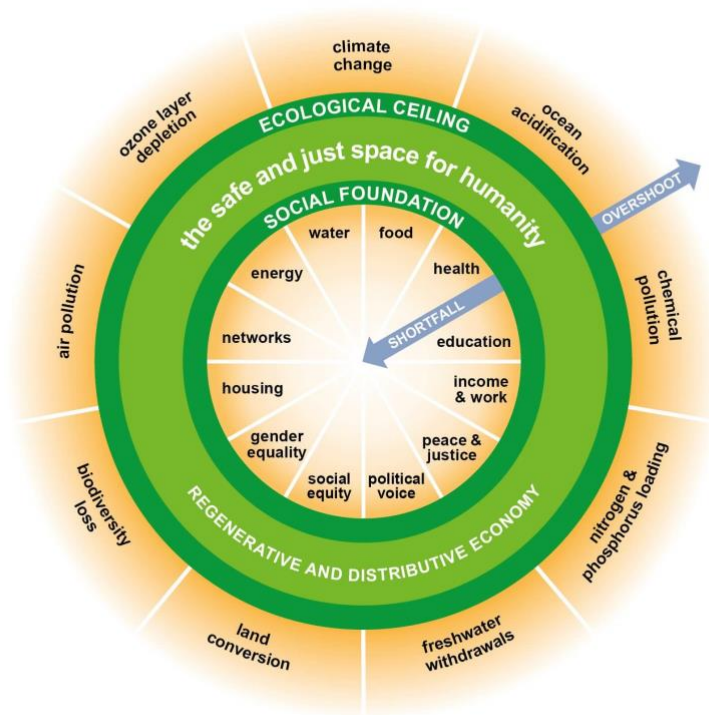 climate
change
ocean
acidification
chemical
pollution
nitrogen &
phosphorus loading
freshwater
withdrawals
land
conversion
biodiversity
loss
air pollution
ozone layer
depletion
ECOLOGICAL CEILING
the safe and just space for humanity
SOCIAL FOUNDATION
OVERSHOOT
SHORTFALL
water
food
health
education
income
& work
peace &
justice
political
voice
social
equity
gender
equality
housing
networks
energy
REGENERATIVE AND DISTRIBUTIVE ECONOMY